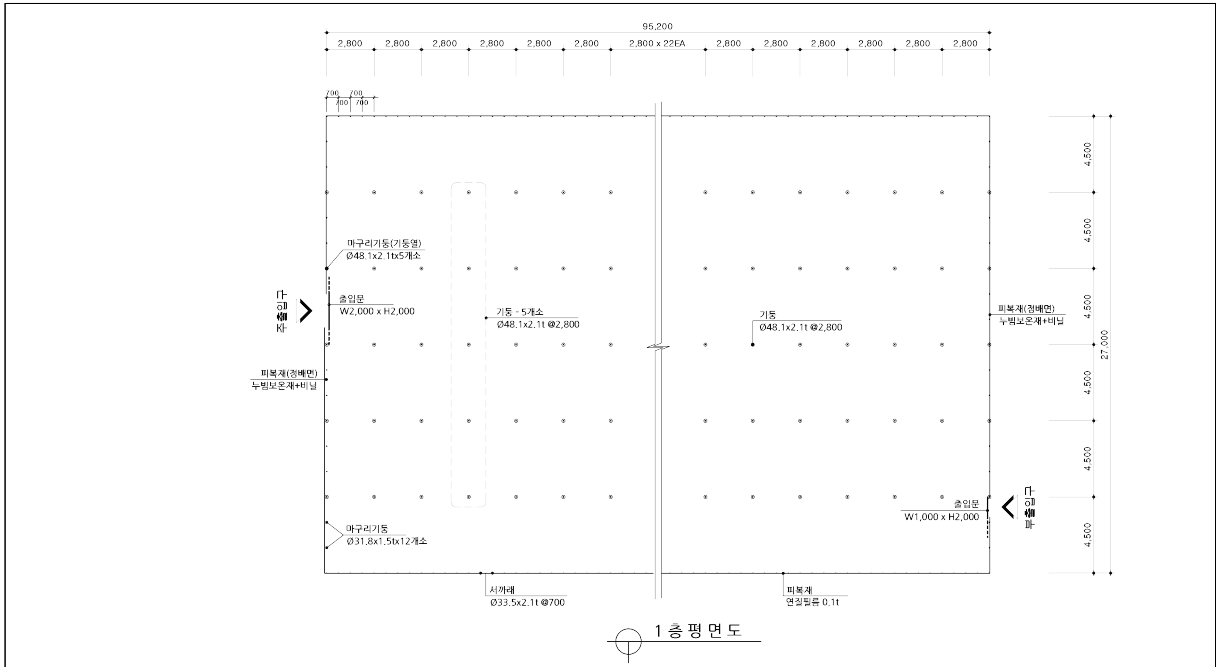 95,200
2,800 2,800 2,800 2,800 2,800 2,800 2,800 x 22EA 2,800 2,800 2,800 2,800 2,800 2,800
700 700
700 700
4,500
4,500
마구리기둥(기둥열)
Ø48.1x2.1tx5개소
주출입구
출입문
W2,000 x H2,000
기둥 - 5개소
Ø48.1x2.1t @2,800
기둥
Ø48.1x2.1t @2,800
피복재(정배면)
누빔보온재+비닐
4,500
27,000
피복재(정배면)
누빔보온재+비닐
4,500
4,500
출입문
W1,000 x H2,000
부출입구
마구리기둥
Ø31.8x1.5tx12개소
4,500
서까래
Ø33.5x2.1t @700
피복재
연질필름 0.1t
1층평면도